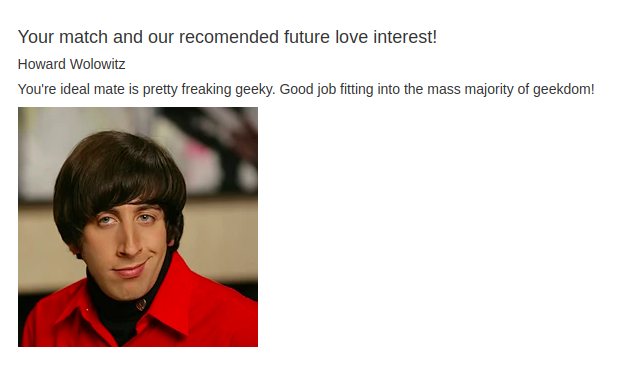 Your match and our recomended future love interest!
Howard Wolowitz
You're ideal mate is pretty freaking geeky. Good job fitting into the mass majority of geekdom!